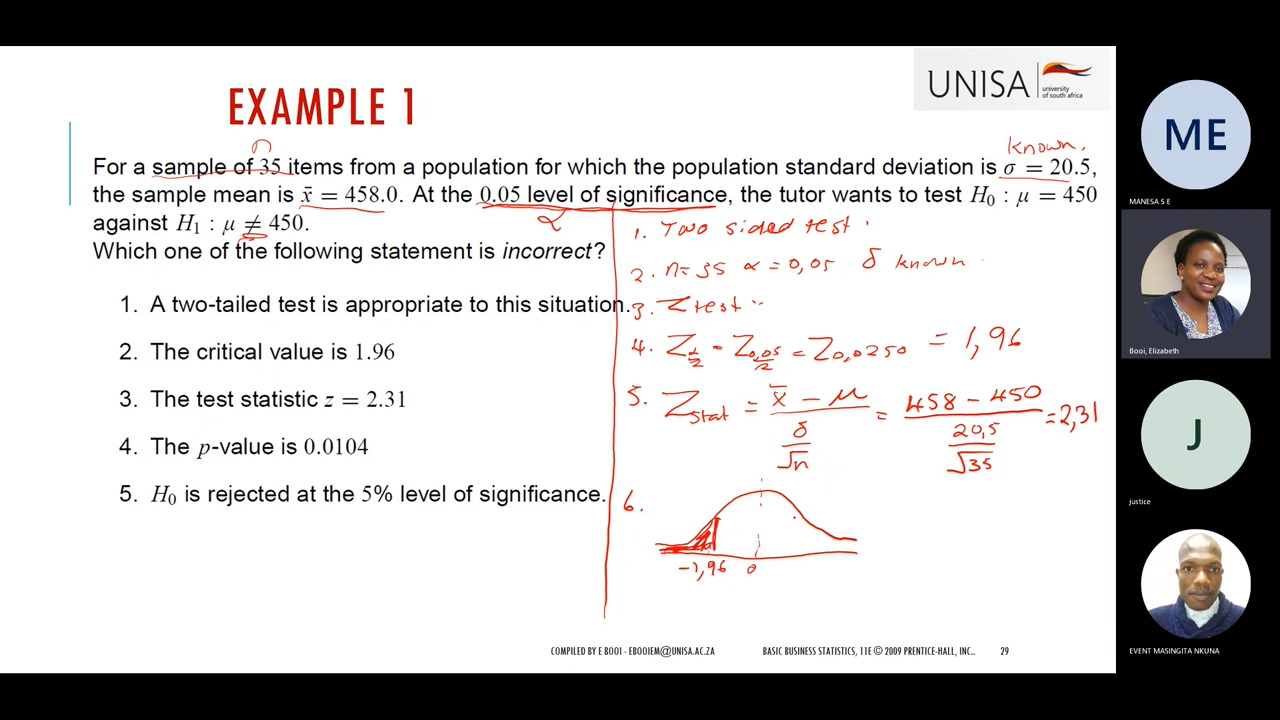 EXAMPLE 1
UNISA
university
of south africa
n
known.
For a sample of 35 items from a population for which the population standard deviation is σ = 20.5,
the sample mean is x̄ = 458.0. At the 0.05 level of significance, the tutor wants to test H₀ : μ = 450
against H₁ : μ ≠ 450.
α
Which one of the following statement is incorrect?
1. A two-tailed test is appropriate to this situation.
2. The critical value is 1.96
3. The test statistic z = 2.31
4. The p-value is 0.0104
5. H₀ is rejected at the 5% level of significance.
1. Two sided test.
2. n= 35 α = 0,05 δ known.
3. Z test
4. Z α/2 = Z 0,05/2 = Z 0,0250 = 1,96
5. Z stat = (x̄ - μ) / (δ/√n) = (458 - 450) / (20,5/√35) = 2,31
6.
-1,96 0
COMPILED BY E BOOI - EBOOIEM@UNISA.AC.ZA
BASIC BUSINESS STATISTICS, 11E © 2009 PRENTICE-HALL, INC..
29
ME
MANESA S E
Booi, Elizabeth
J
justice
EVENT MASINGITA NKUNA